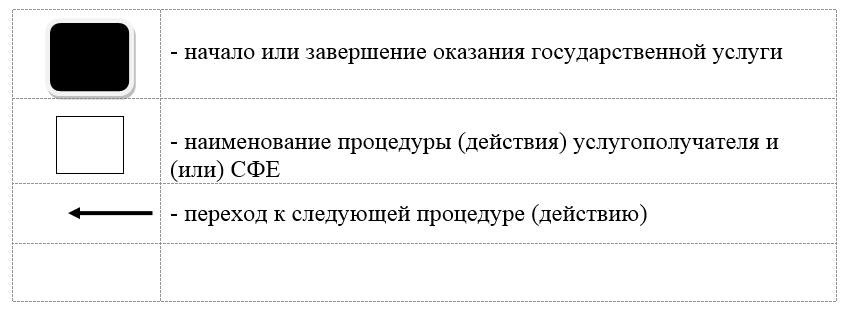 - начало или завершение оказания государственной услуги
- наименование процедуры (действия) услугополучателя и
(или) СФЕ
- переход к следующей процедуре (действию)